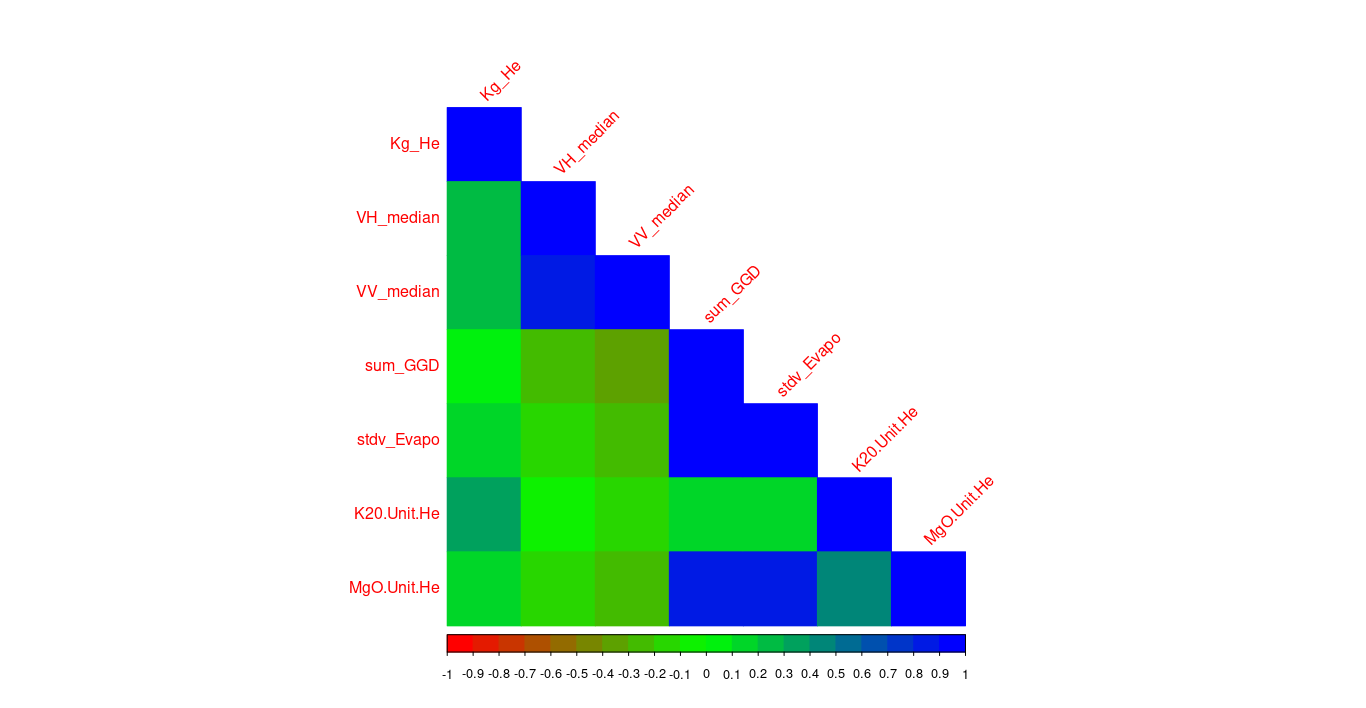 Kg_He
Kg_He
VH_median
VH_median
VV_median
VV_median
sum_GGD
sum_GGD
stdv_Evapo
stdv_Evapo
K20.Unit.He
K20.Unit.He
MgO.Unit.He
MgO.Unit.He
-1 -0.9 -0.8 -0.7 -0.6 -0.5 -0.4 -0.3 -0.2 -0.1 0 0.1 0.2 0.3 0.4 0.5 0.6 0.7 0.8 0.9 1